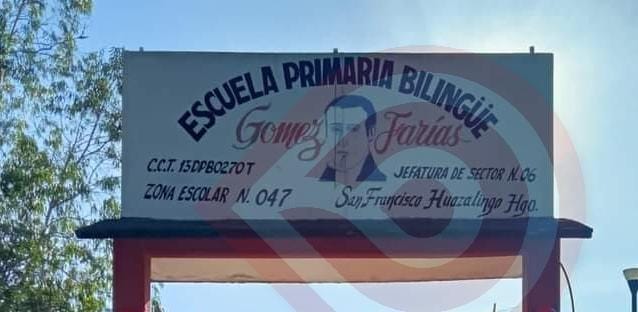 ESCUELA PRIMARIA BILINGÜE
Gomez Farías
C.C.T. 13DPB0270T
JEFATURA DE SECTOR N. 06
ZONA ESCOLAR N. 047
San Francisco Huazalingo Hgo.